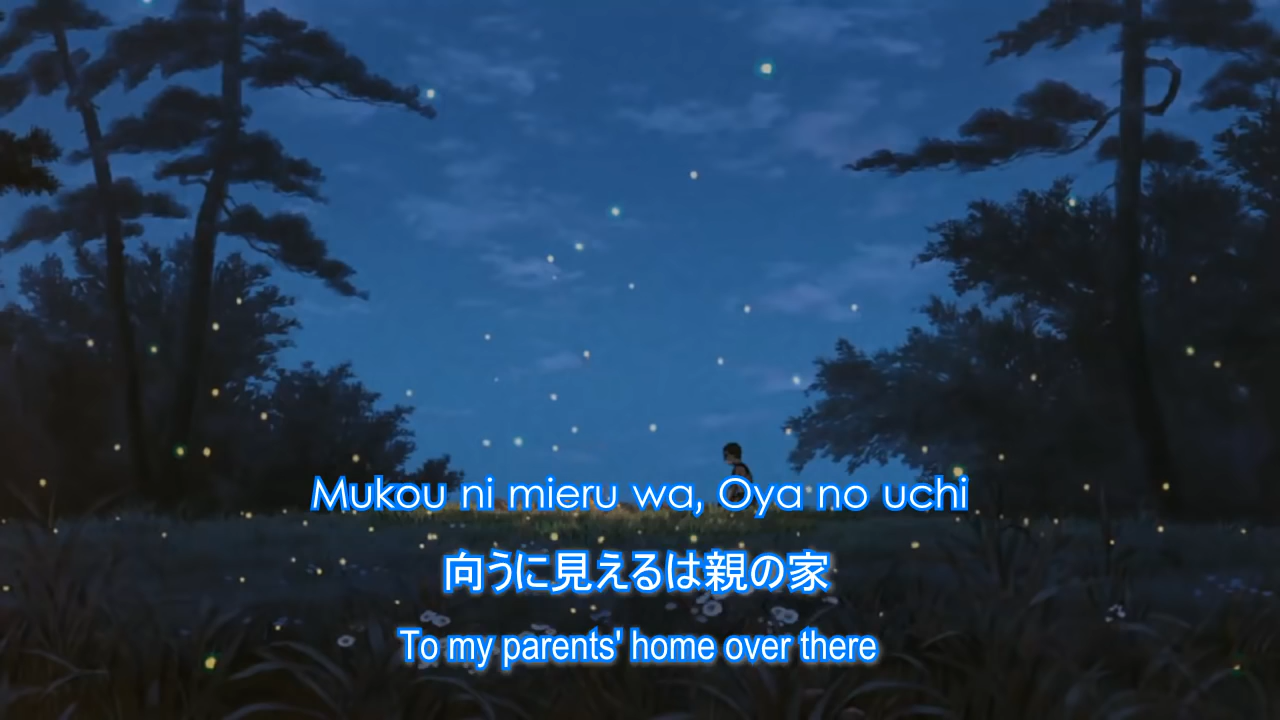 Mukou ni mieru wa, Oya no uchi
向うに見えるは親の家
To my parents' home over there